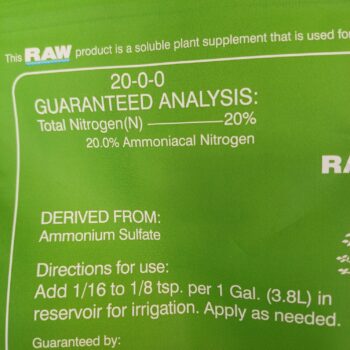 This RAW product is a soluble plant supplement that is used for
20-0-0
GUARANTEED ANALYSIS:
Total Nitrogen(N) 20%
20.0% Ammoniacal Nitrogen
RA
DERIVED FROM:
Ammonium Sulfate
Directions for use:
Add 1/16 to 1/8 tsp. per 1 Gal. (3.8L) in
reservoir for irrigation. Apply as needed.
Guaranteed by: